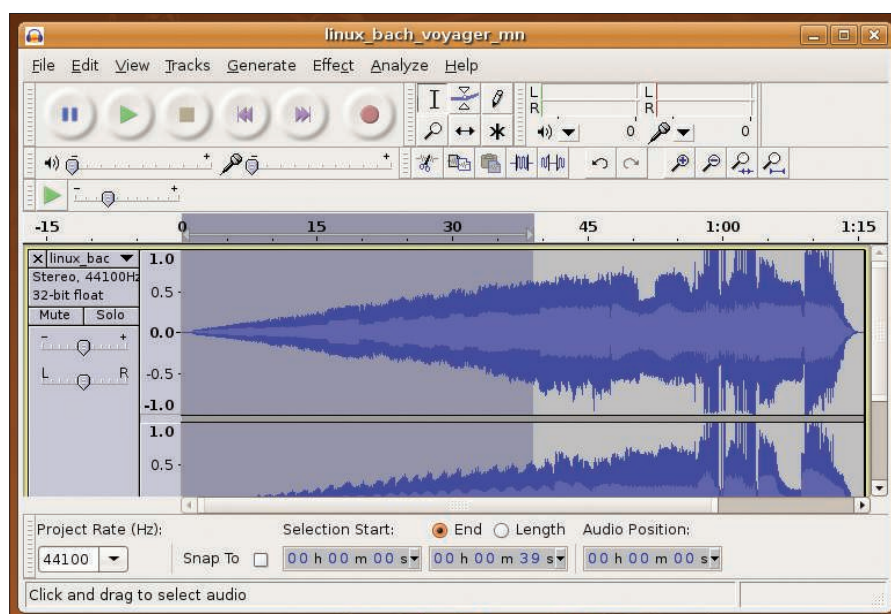 linux_bach_voyager_mn
File Edit View Tracks Generate Effect Analyze Help
L
R
L
R
0
0
- +
-15 0 15 30 45 1:00 1:15
linux_bac
Stereo, 44100Hz
32-bit float
Mute Solo
- +
L R
1.0
0.5
0.0
-0.5
-1.0
1.0
0.5
Project Rate (Hz): Selection Start: End Length Audio Position:
44100 Snap To 00 h 00 m 00 s 00 h 00 m 39 s 00 h 00 m 00 s
Click and drag to select audio